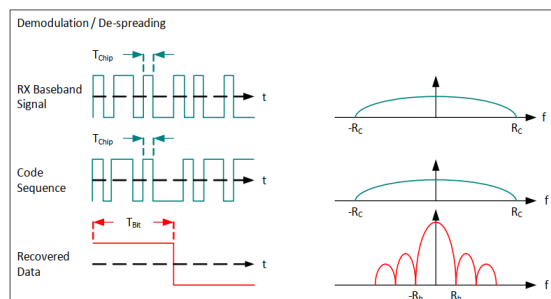 Demodulation / De-spreading
TChip
RX Baseband
Signal
t
-RC
RC
f
TChip
Code
Sequence
t
-RC
RC
f
TBit
Recovered
Data
t
-Rb
Rb
f